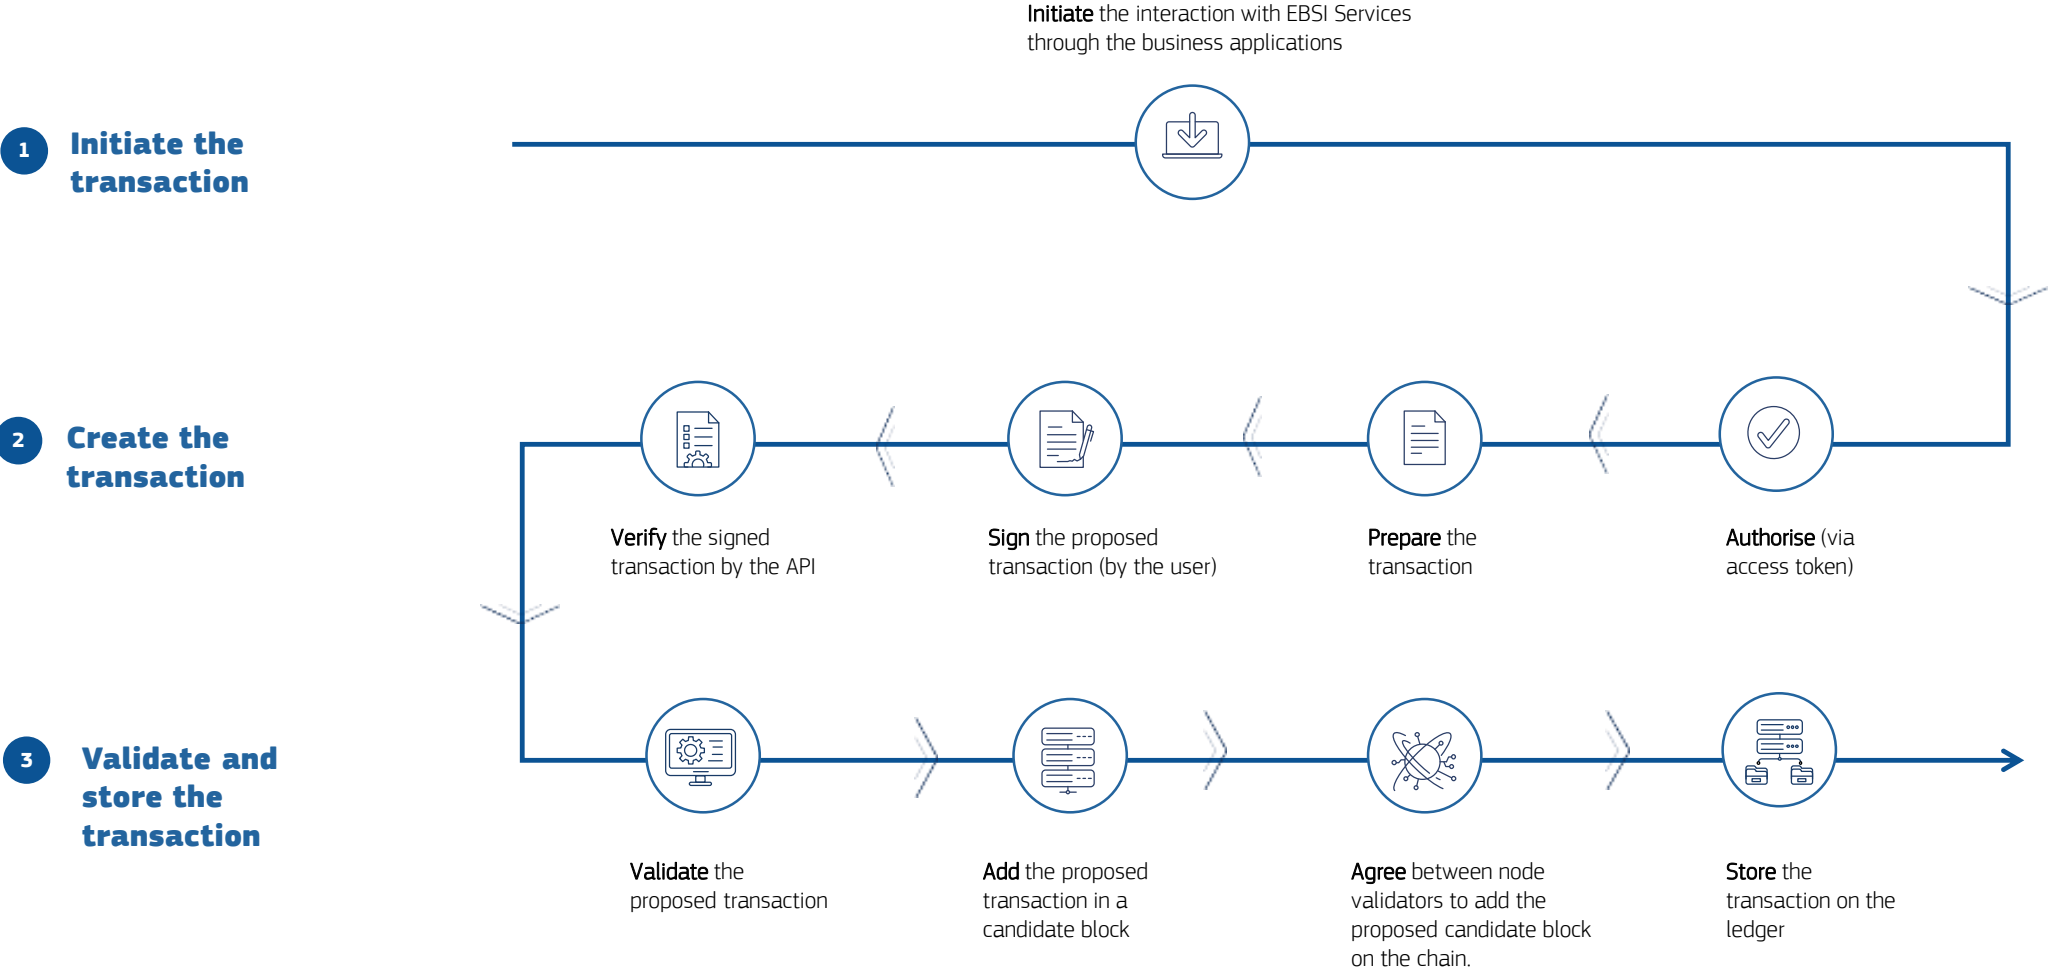 Initiate the interaction with EBSI Services
through the business applications
1
Initiate the
transaction
2
Create the
transaction
Verify the signed
transaction by the API
Sign the proposed
transaction (by the user)
Prepare the
transaction
Authorise (via
access token)
3
Validate and
store the
transaction
Validate the
proposed transaction
Add the proposed
transaction in a
candidate block
Agree between node
validators to add the
proposed candidate block
on the chain.
Store the
transaction on the
ledger